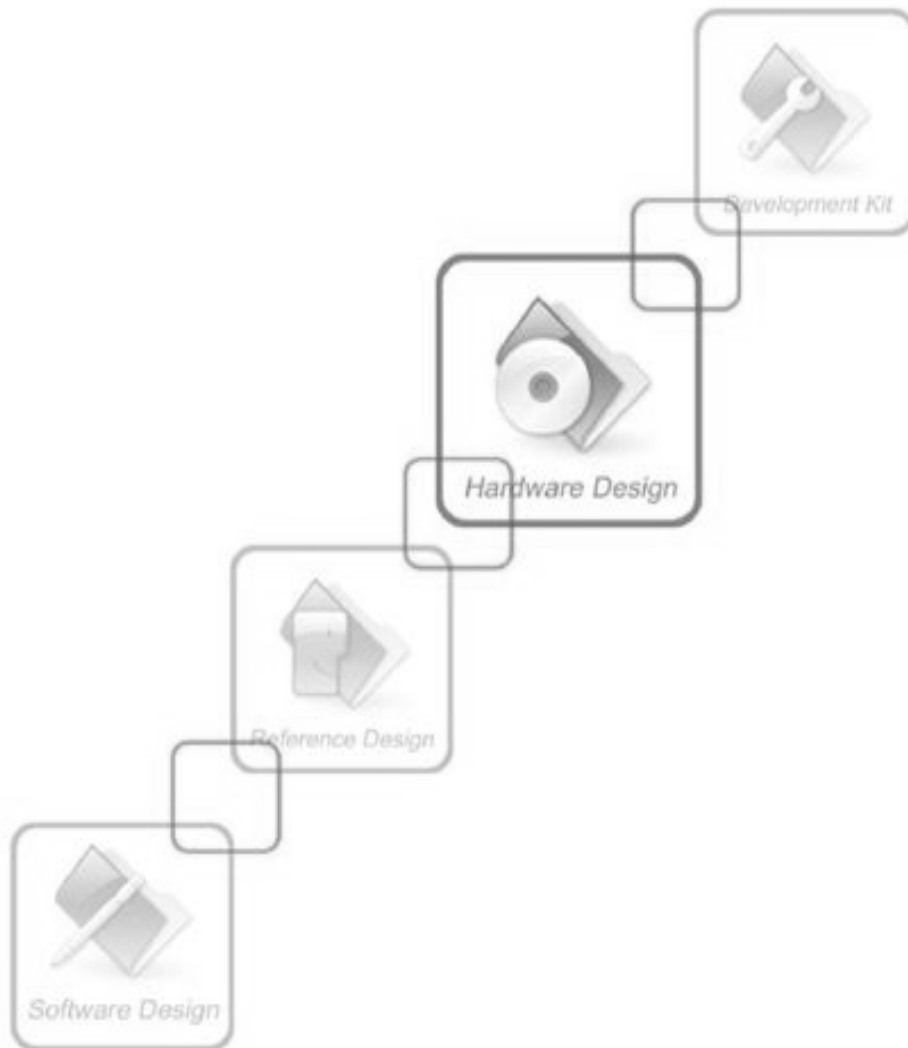 Development Kit
Hardware Design
Reference Design
Software Design